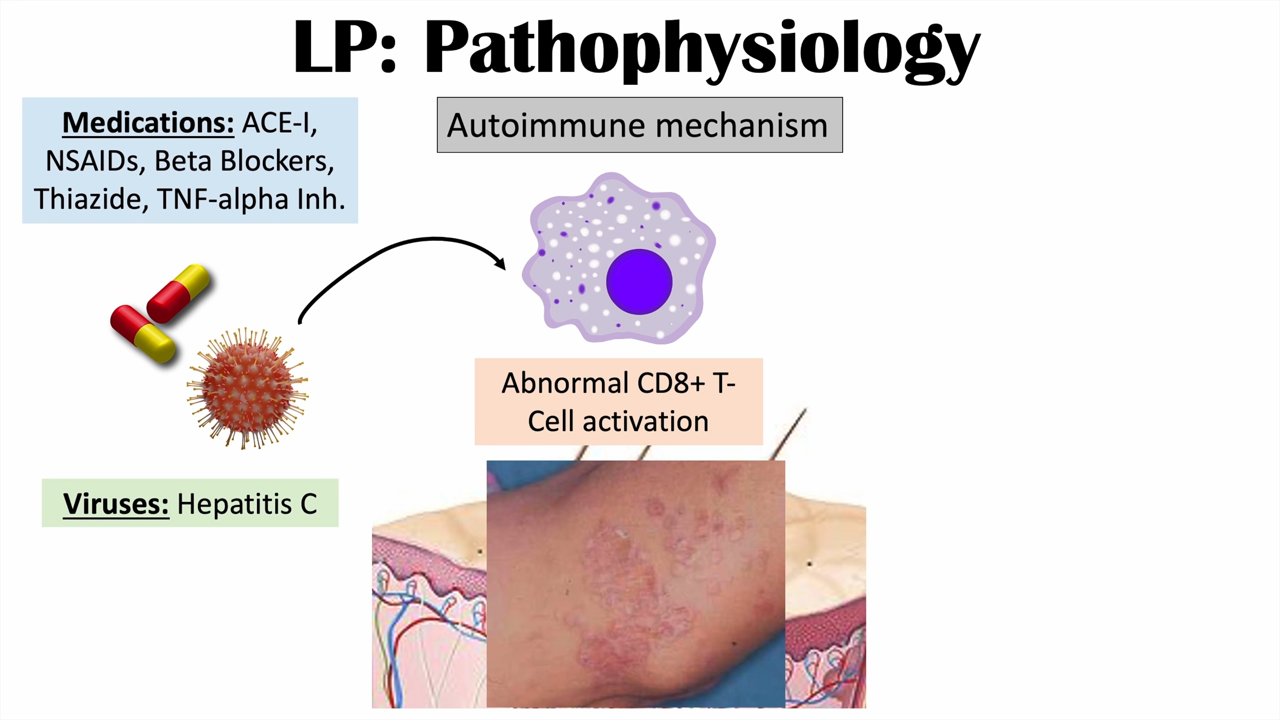 LP: Pathophysiology
Medications: ACE-I,
NSAIDs, Beta Blockers,
Thiazide, TNF-alpha Inh.
Autoimmune mechanism
Abnormal CD8+ T-
Cell activation
Viruses: Hepatitis C